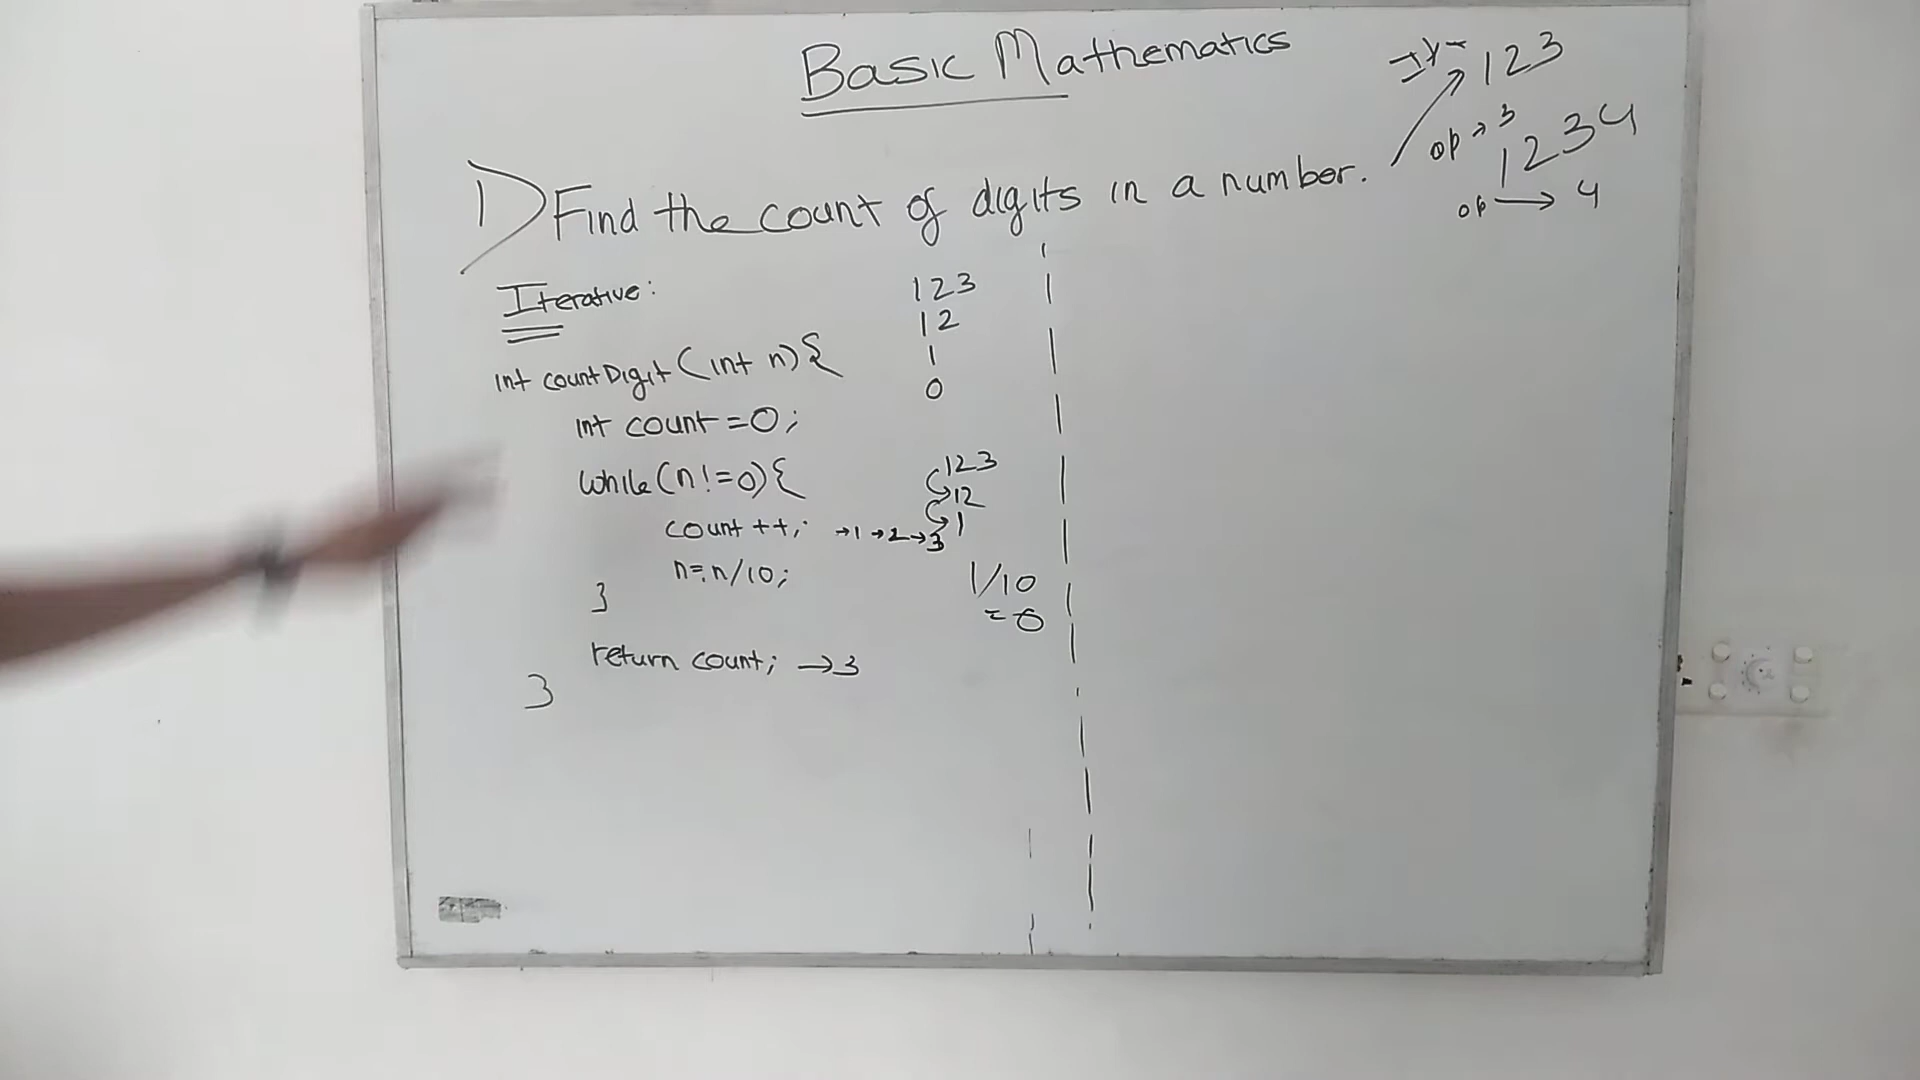 Basic Mathematics
123
op → 3
1234
op → 4
1) Find the count of digits in a number.
Iterative:
123
12
1
0
int countDigit(int n){
int count=0;
while(n!=0){
count++; →1→2→3
n=n/10;
}
return count; →3
}
123
12
1
1/10
=0